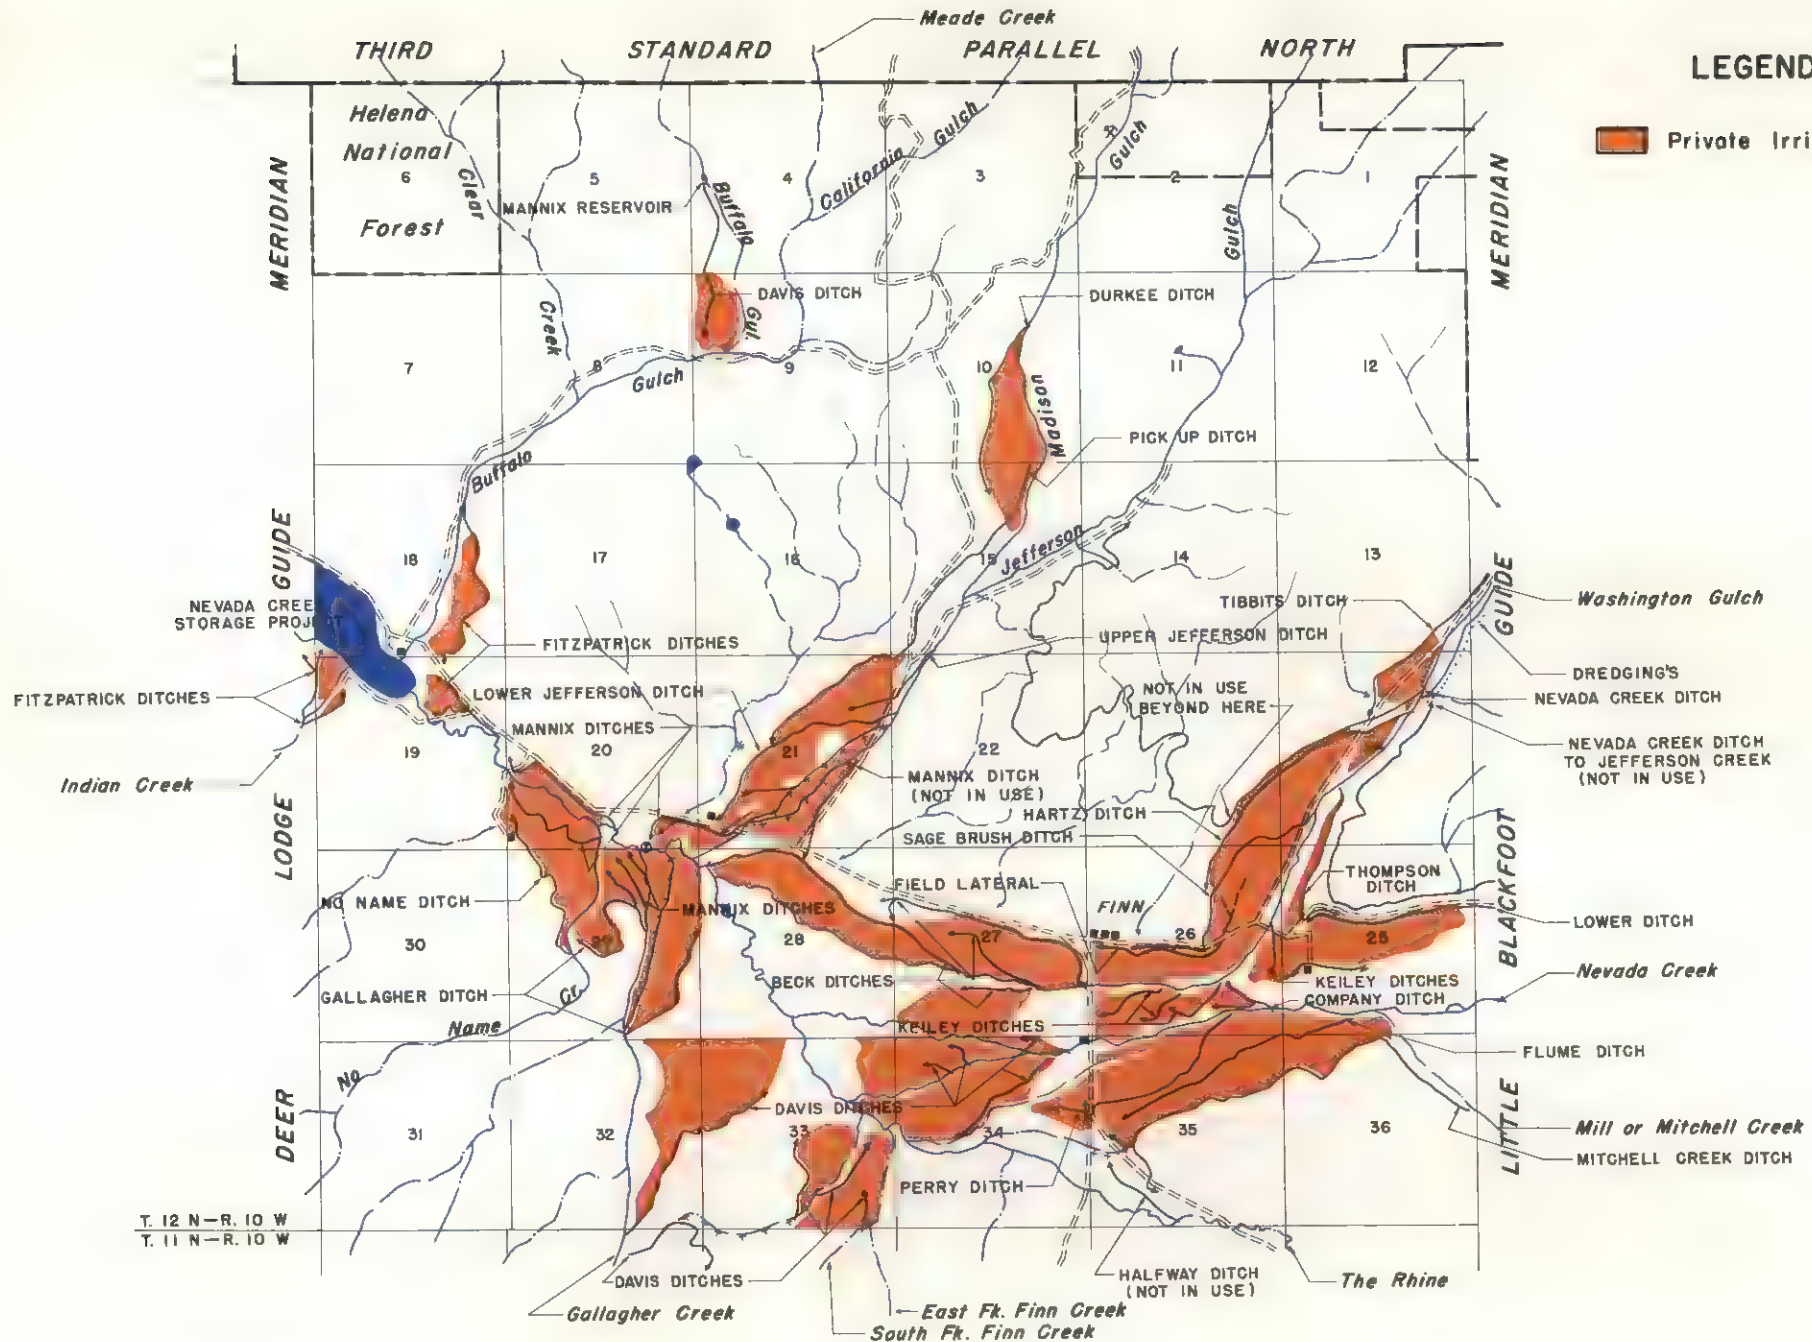 Meade Creek
THIRD STANDARD PARALLEL NORTH
LEGEND
Private Irri
Helena
National
Forest
MERIDIAN
MERIDIAN
6
5
4
3
2
1
Clear
Creek
MANNIX RESERVOIR
Buffalo
Gul.
California Gulch
Gulch
Gulch
DAVIS DITCH
DURKEE DITCH
7
8
9
10
11
12
Gulch
Buffalo
Madison
PICK UP DITCH
Jefferson
GUIDE
GUIDE
18
17
16
15
14
13
NEVADA CREE
STORAGE PROJ T
FITZPATRICK DITCHES
TIBBITS DITCH
Washington Gulch
UPPER JEFFERSON DITCH
DREDGING'S
FITZPATRICK DITCHES
LOWER JEFFERSON DITCH
NOT IN USE
BEYOND HERE
NEVADA CREEK DITCH
MANNIX DITCHES
19
20
21
22
NEVADA CREEK DITCH
TO JEFFERSON CREEK
(NOT IN USE)
Indian Creek
MANNIX DITCH
(NOT IN USE)
HARTZ DITCH
SAGE BRUSH DITCH
LODGE
BLACKFOOT
THOMPSON
DITCH
FIELD LATERAL
FINN
NO NAME DITCH
MANNIX DITCHES
LOWER DITCH
30
29
28
27
26
25
BECK DITCHES
KEILEY DITCHES
Nevada Creek
GALLAGHER DITCH
Cr.
COMPANY DITCH
Name
KEILEY DITCHES
FLUME DITCH
No
DEER
LITTLE
DAVIS DITCHES
31
32
33
34
35
36
Mill or Mitchell Creek
MITCHELL CREEK DITCH
PERRY DITCH
T. 12 N–R. 10 W
T. 11 N–R. 10 W
DAVIS DITCHES
HALFWAY DITCH
(NOT IN USE)
The Rhine
Gallagher Creek
East Fk. Finn Creek
South Fk. Finn Creek